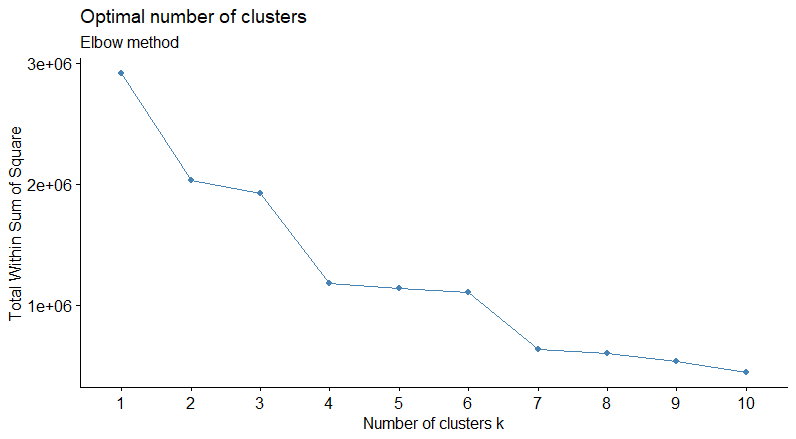 Optimal number of clusters
Elbow method
Total Within Sum of Square
3e+06
2e+06
1e+06
1 2 3 4 5 6 7 8 9 10
Number of clusters k